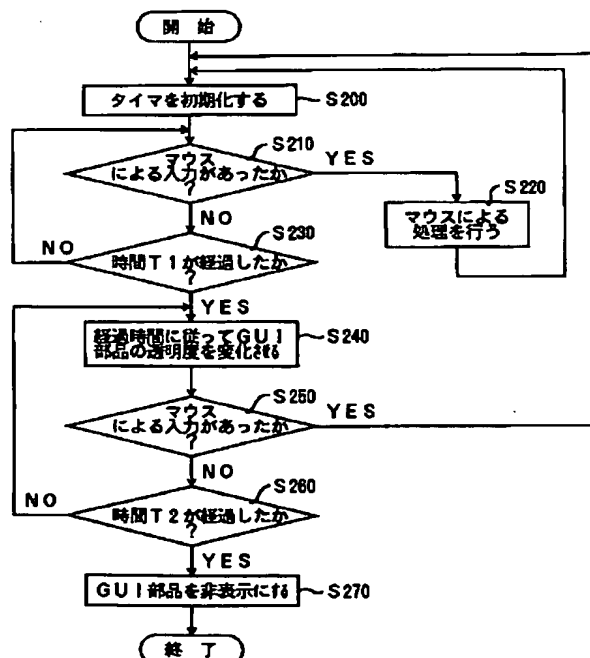 開 始
タイマを初期化する
S200
マウス
による入力があったか
?
S210
YES
マウスによる
処理を行う
S220
NO
時間T1が経過したか
?
S230
NO
YES
経過時間に従ってGUI
部品の透明度を変化させる
S240
マウス
による入力があったか
?
S250
YES
NO
時間T2が経過したか
?
S260
NO
YES
GUI部品を非表示にする
S270
終 了